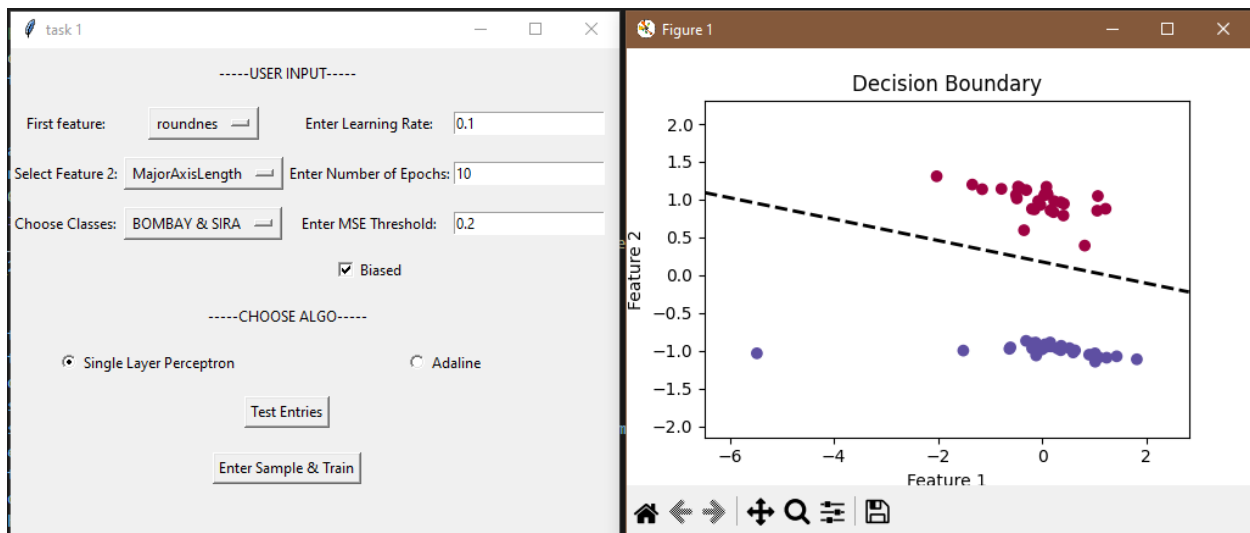 task 1
-----USER INPUT-----
First feature: roundnes Enter Learning Rate: 0.1
Select Feature 2: MajorAxisLength Enter Number of Epochs: 10
Choose Classes: BOMBAY & SIRA Enter MSE Threshold: 0.2
Biased
-----CHOOSE ALGO-----
Single Layer Perceptron Adaline
Test Entries
Enter Sample & Train
Figure 1
Decision Boundary
2.0
1.5
1.0
0.5
0.0
−0.5
−1.0
−1.5
−2.0
Feature 2
−6 −4 −2 0 2
Feature 1